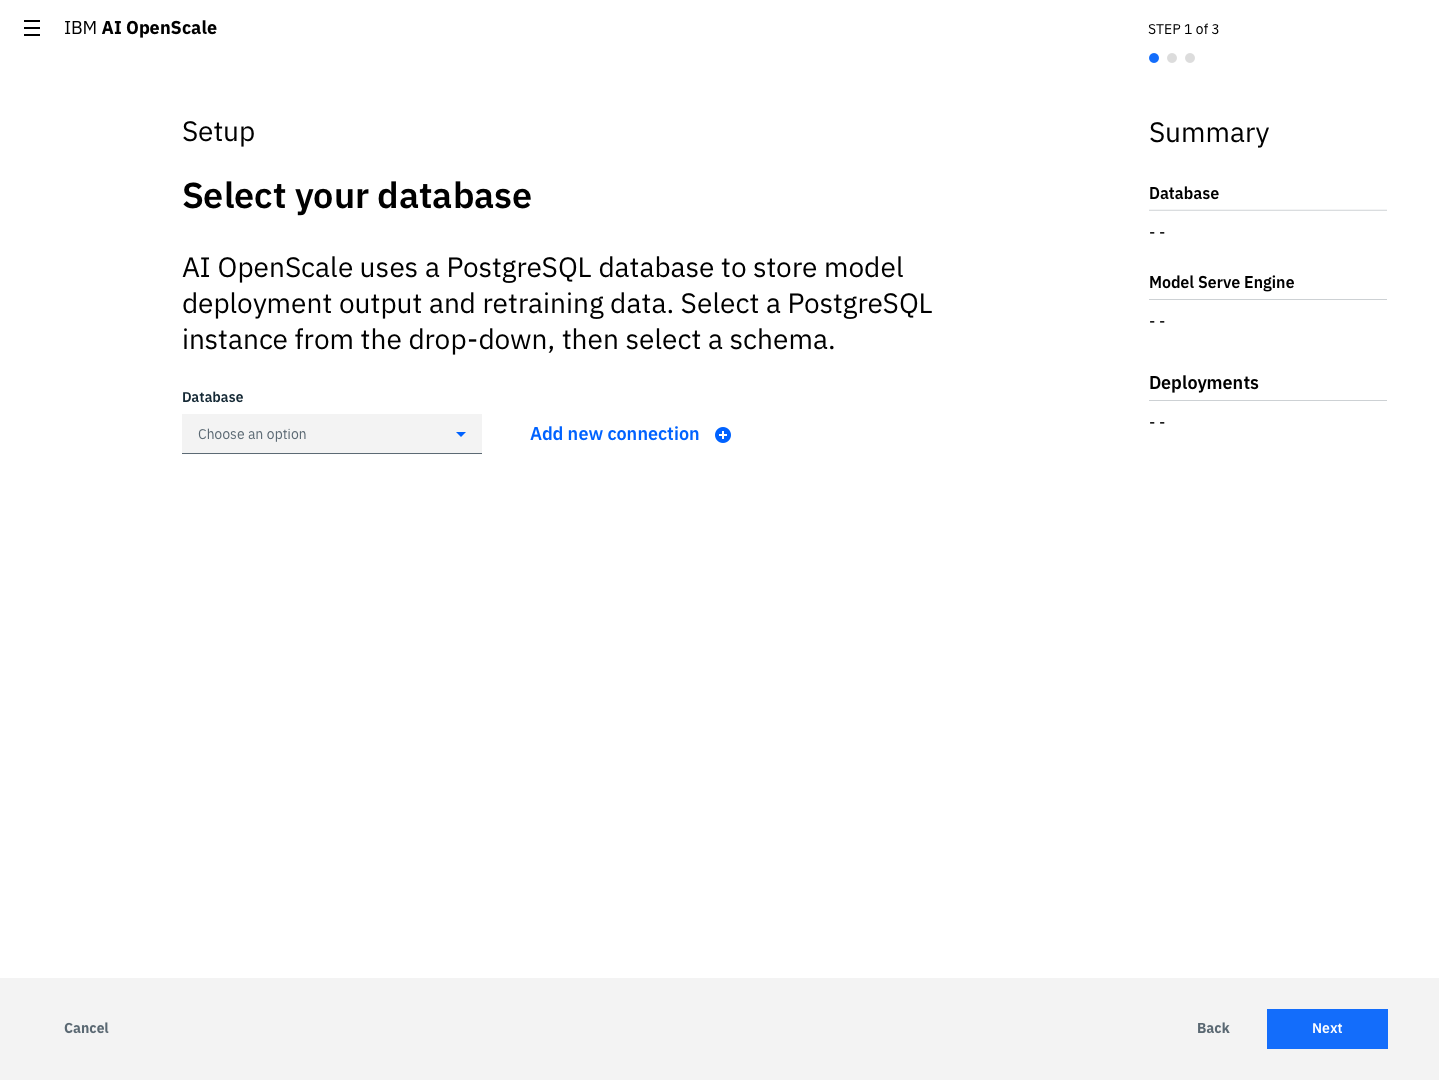 IBM AI OpenScale
STEP 1 of 3
Setup
Select your database
AI OpenScale uses a PostgreSQL database to store model
deployment output and retraining data. Select a PostgreSQL
instance from the drop-down, then select a schema.
Database
Choose an option
Add new connection
Summary
Database
- -
Model Serve Engine
- -
Deployments
- -
Cancel
Back
Next